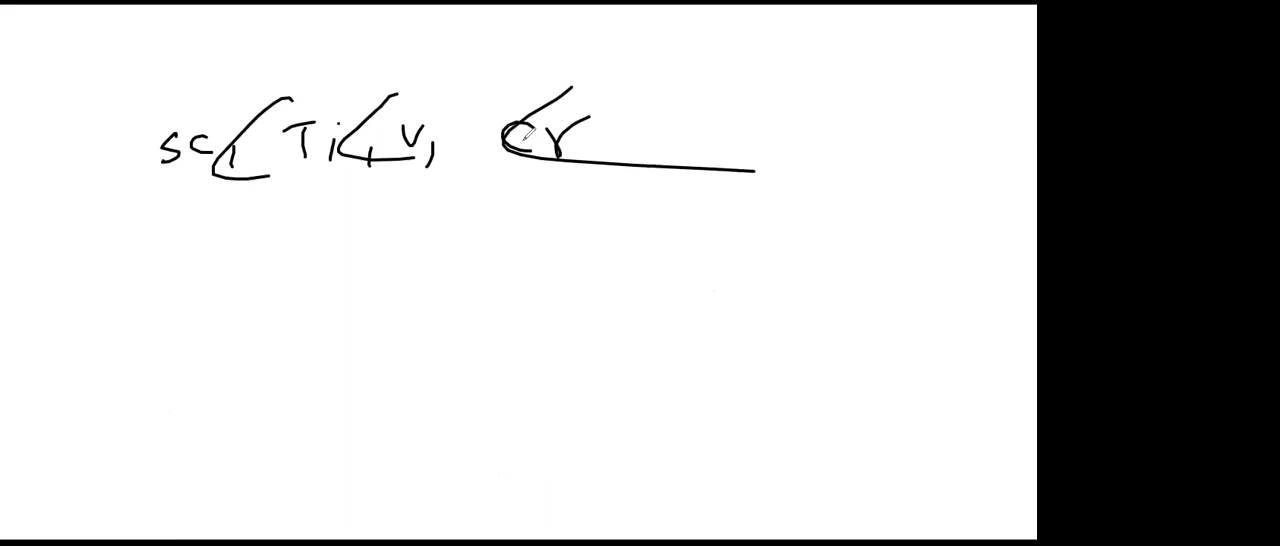 sc, < Ti < , v, < Cr